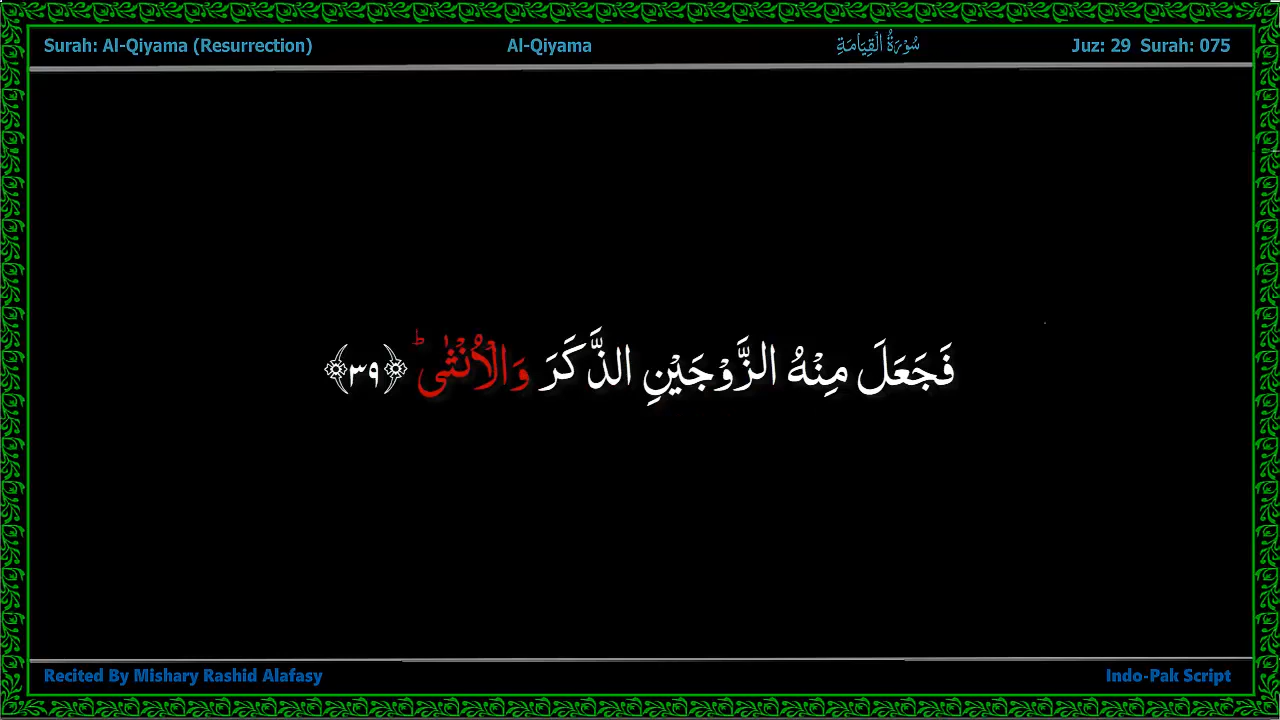 Surah: Al-Qiyama (Resurrection) Al-Qiyama سُوْرَةُ الْقِيَامَةِ Juz: 29 Surah: 075
فَجَعَلَ مِنْهُ الزَّوْجَيْنِ الذَّكَرَ وَالْاُنْثٰى ؕ ﴿۳۹﴾
Recited By Mishary Rashid Alafasy Indo-Pak Script